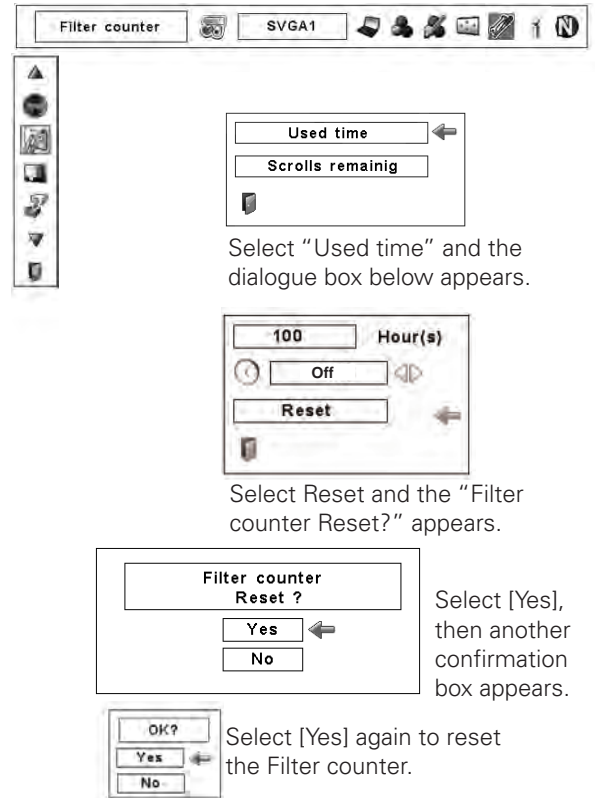 Filter counter SVGA1
Used time
Scrolls remainig
Select “Used time” and the
dialogue box below appears.
100 Hour(s)
Off
Reset
Select Reset and the “Filter
counter Reset?” appears.
Filter counter
Reset ?
Yes
No
Select [Yes],
then another
confirmation
box appears.
OK?
Yes
No
Select [Yes] again to reset
the Filter counter.